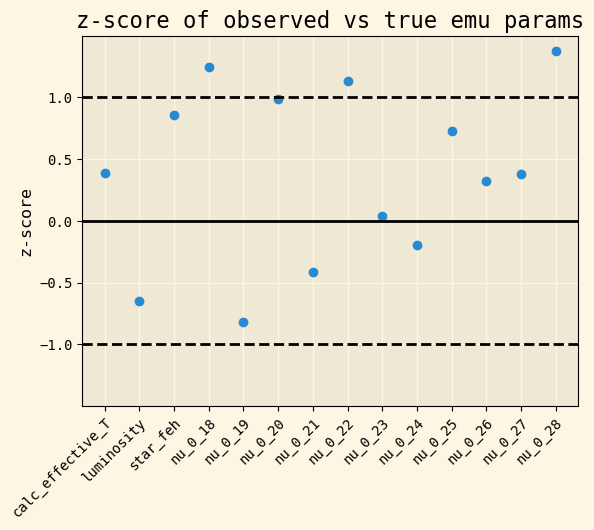 z-score of observed vs true emu params
z-score
1.0
0.5
0.0
−0.5
−1.0
calc_effective_T
luminosity
star_feh
nu_0_18
nu_0_19
nu_0_20
nu_0_21
nu_0_22
nu_0_23
nu_0_24
nu_0_25
nu_0_26
nu_0_27
nu_0_28